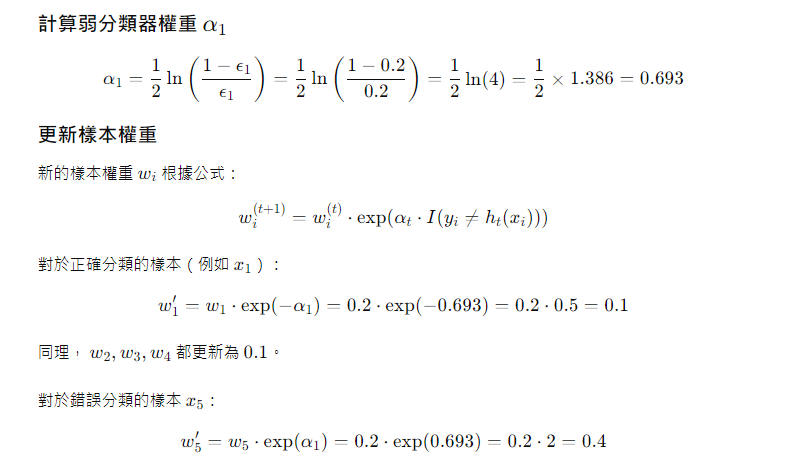 計算弱分類器權重 α₁
α₁ = 1/2 ln((1 − ϵ₁)/ϵ₁) = 1/2 ln((1 − 0.2)/0.2) = 1/2 ln(4) = 1/2 × 1.386 = 0.693
更新樣本權重
新的樣本權重 wᵢ 根據公式：
wᵢ^(t+1) = wᵢ^(t) · exp(αₜ · I(yᵢ ≠ hₜ(xᵢ)))
對於正確分類的樣本（例如 x₁）：
w₁′ = w₁ · exp(−α₁) = 0.2 · exp(−0.693) = 0.2 · 0.5 = 0.1
同理， w₂, w₃, w₄ 都更新為 0.1。
對於錯誤分類的樣本 x₅：
w₅′ = w₅ · exp(α₁) = 0.2 · exp(0.693) = 0.2 · 2 = 0.4